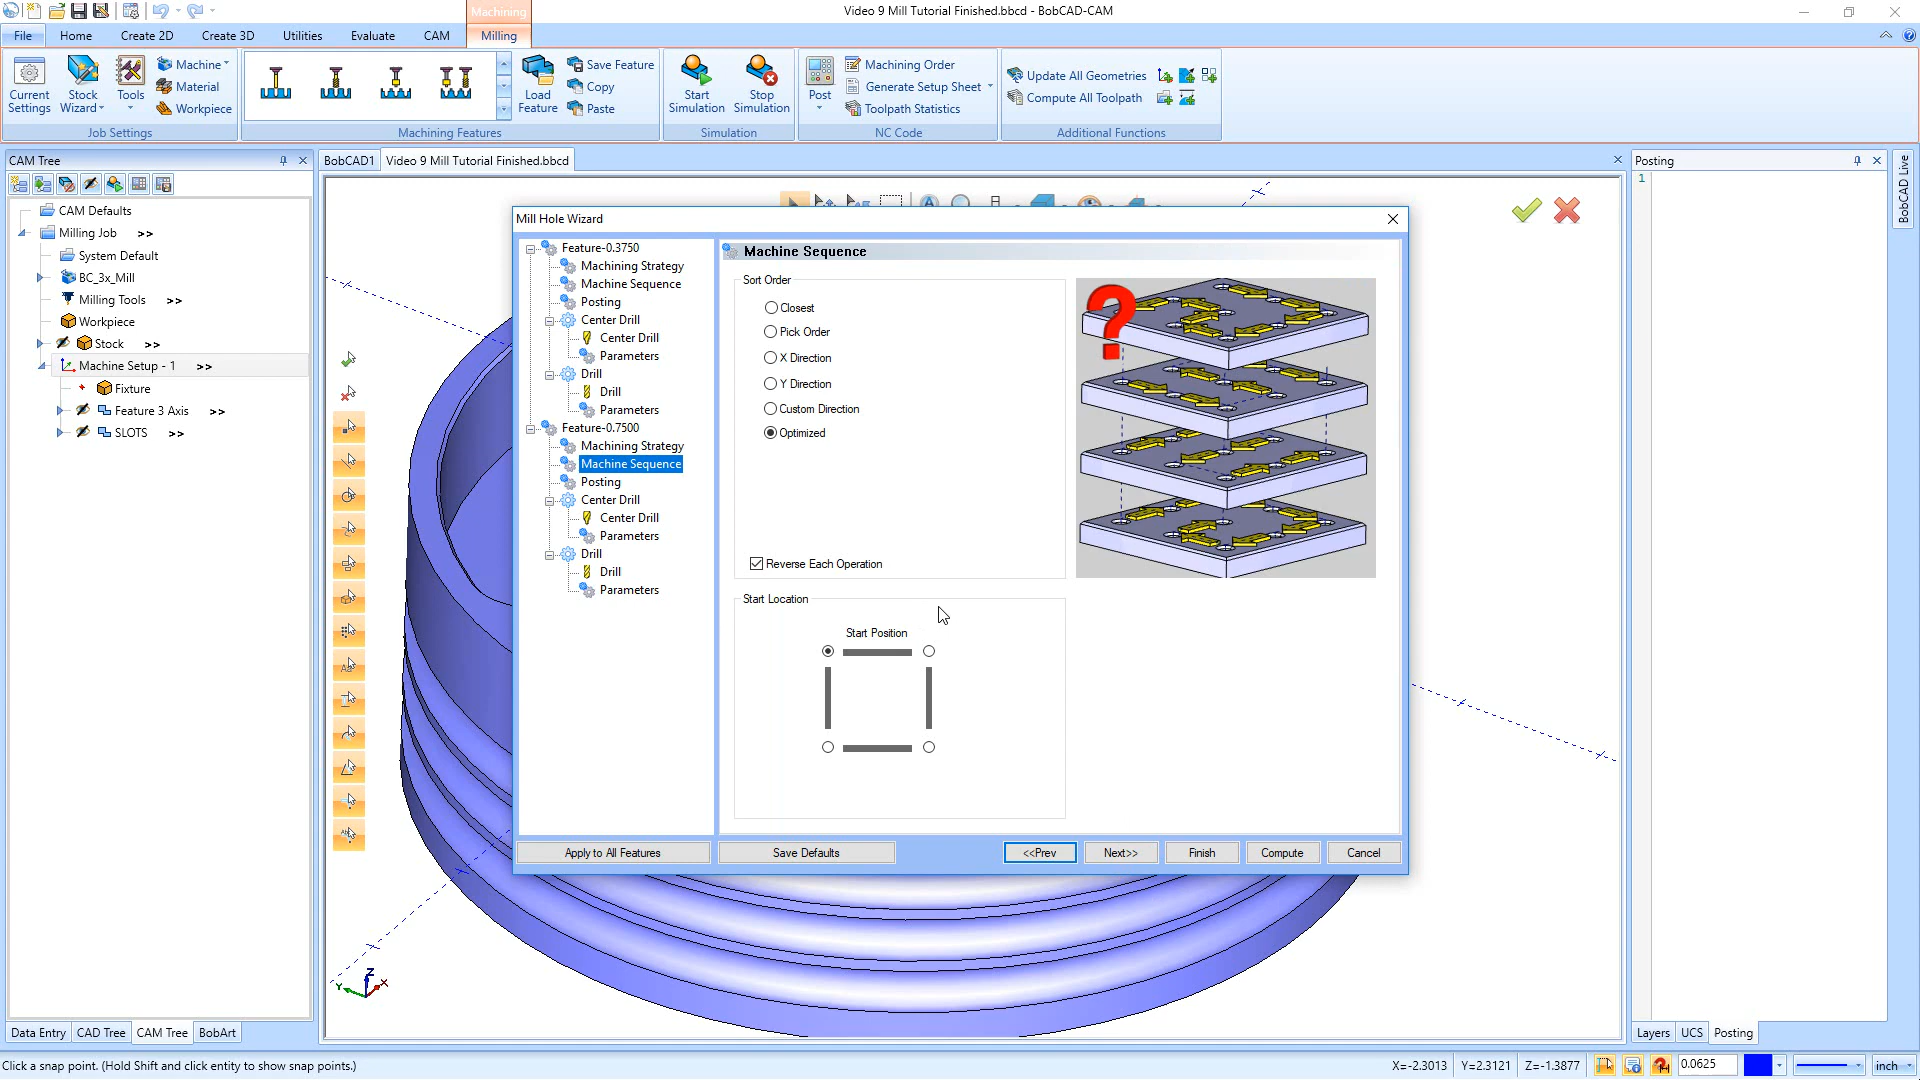 Video 9 Mill Tutorial Finished.bbcd - BobCAD-CAM
Machining
File Home Create 2D Create 3D Utilities Evaluate CAM Milling
Current Settings
Stock Wizard
Tools
Machine
Material
Workpiece
Job Settings
Load Feature
Save Feature
Copy
Paste
Machining Features
Start Simulation
Stop Simulation
Simulation
Post
Machining Order
Generate Setup Sheet
Toolpath Statistics
NC Code
Update All Geometries
Compute All Toolpath
Additional Functions
CAM Tree
BobCAD1 Video 9 Mill Tutorial Finished.bbcd
Posting
BobCAD Live
1
CAM Defaults
Milling Job >>
System Default
BC_3x_Mill
Milling Tools >>
Workpiece
Stock >>
Machine Setup - 1 >>
Fixture
Feature 3 Axis >>
SLOTS >>
Mill Hole Wizard
Feature-0.3750
Machining Strategy
Machine Sequence
Posting
Center Drill
Center Drill
Parameters
Drill
Drill
Parameters
Feature-0.7500
Machining Strategy
Machine Sequence
Posting
Center Drill
Center Drill
Parameters
Drill
Drill
Parameters
Machine Sequence
Sort Order
Closest
Pick Order
X Direction
Y Direction
Custom Direction
Optimized
Reverse Each Operation
?
Start Location
Start Position
Apply to All Features Save Defaults <<Prev Next>> Finish Compute Cancel
Z
Y X
Data Entry CAD Tree CAM Tree BobArt
Layers UCS Posting
Click a snap point. (Hold Shift and click entity to show snap points.)
X=-2.3013 Y=2.3121 Z=-1.3877 0.0625 inch